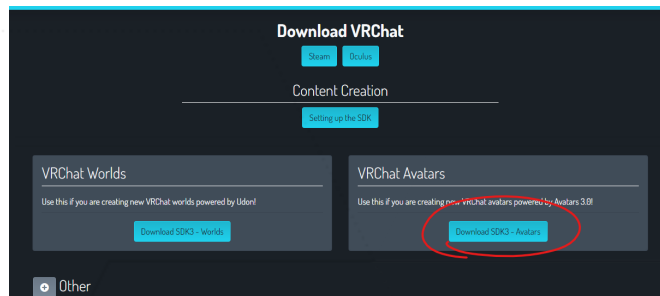 Download VRChat
Steam
Oculus
Content Creation
Setting up the SDK
VRChat Worlds
Use this if you are creating new VRChat worlds powered by Udon!
Download SDK3 - Worlds
VRChat Avatars
Use this if you are creating new VRChat avatars powered by Avatars 3.0!
Download SDK3 - Avatars
Other